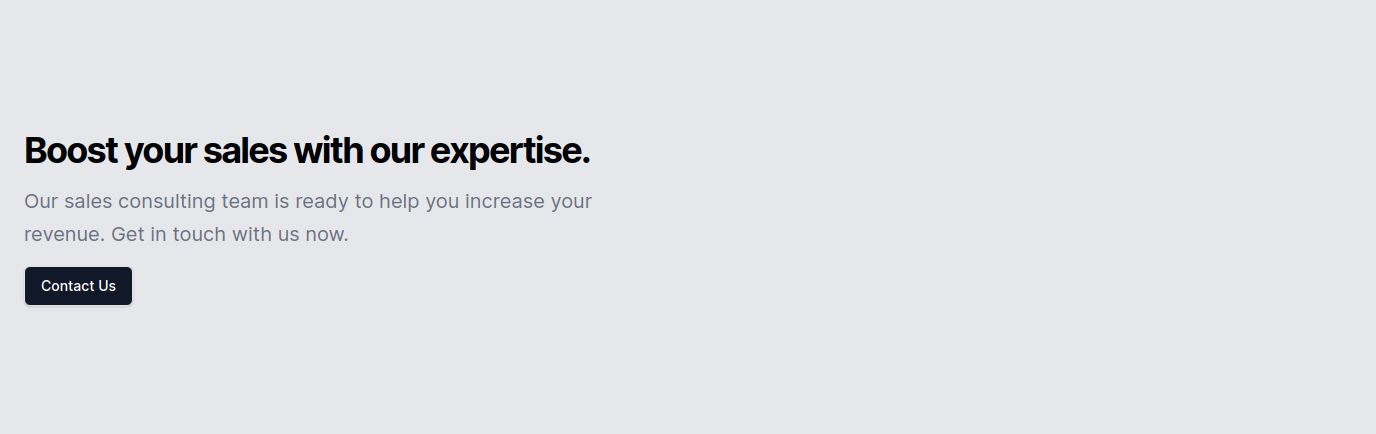 Boost your sales with our expertise.
Our sales consulting team is ready to help you increase your
revenue. Get in touch with us now.
Contact Us